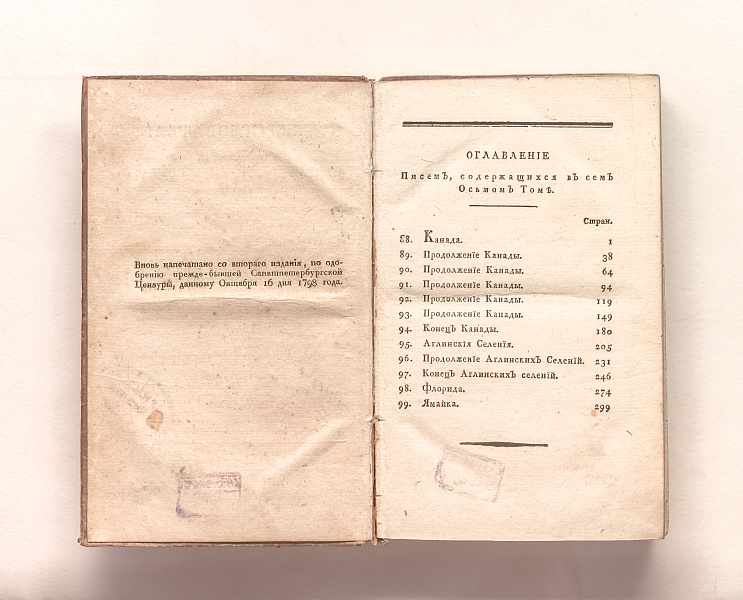 Вновь напечатано со втораго изданія, по одо-
бренію прежде-бывшей Санктпетербургской
Цензуры, данному Октября 16 дня 1798 года.
ОГЛАВЛЕНІЕ
Писемъ, содержащихся въ семъ
Осьмомъ Томѣ.
Стран.
88. Канада. 1
89. Продолженіе Канады. 38
90. Продолженіе Канады. 64
91. Продолженіе Канады. 94
92. Продолженіе Канады. 119
93. Продолженіе Канады. 149
94. Конецъ Канады. 180
95. Аглинскія Селенія. 205
96. Продолженіе Аглинскихъ Селеній. 231
97. Конецъ Аглинскихъ селеній. 246
98. Флорида. 274
99. Ямайка. 299